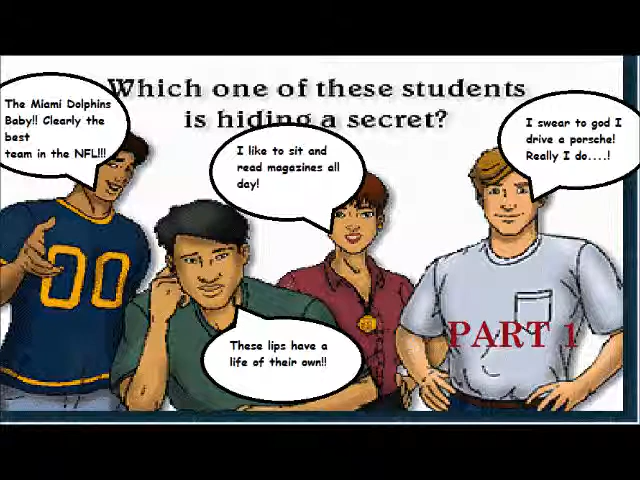 Which one of these students
is hiding a secret?
The Miami Dolphins
Baby!! Clearly the
best
team in the NFL!!!
I like to sit and
read magazines all
day!
I swear to god I
drive a porsche!
Really I do....!
00
These lips have a
life of their own!!
PART 1